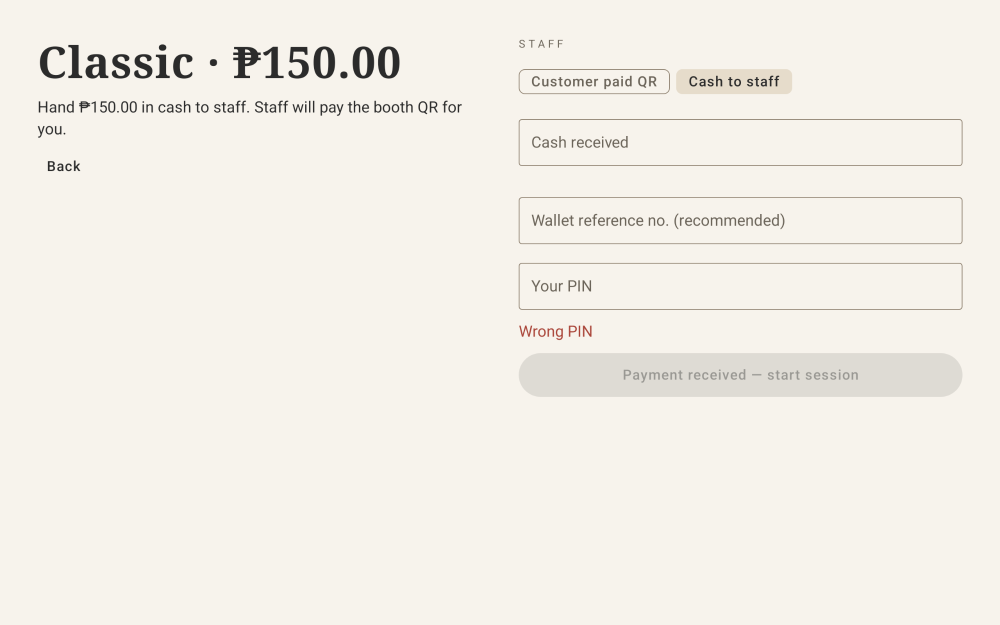 Classic · ₱150.00
Hand ₱150.00 in cash to staff. Staff will pay the booth QR for
you.
Back
STAFF
Customer paid QR
Cash to staff
Cash received
Wallet reference no. (recommended)
Your PIN
Wrong PIN
Payment received — start session